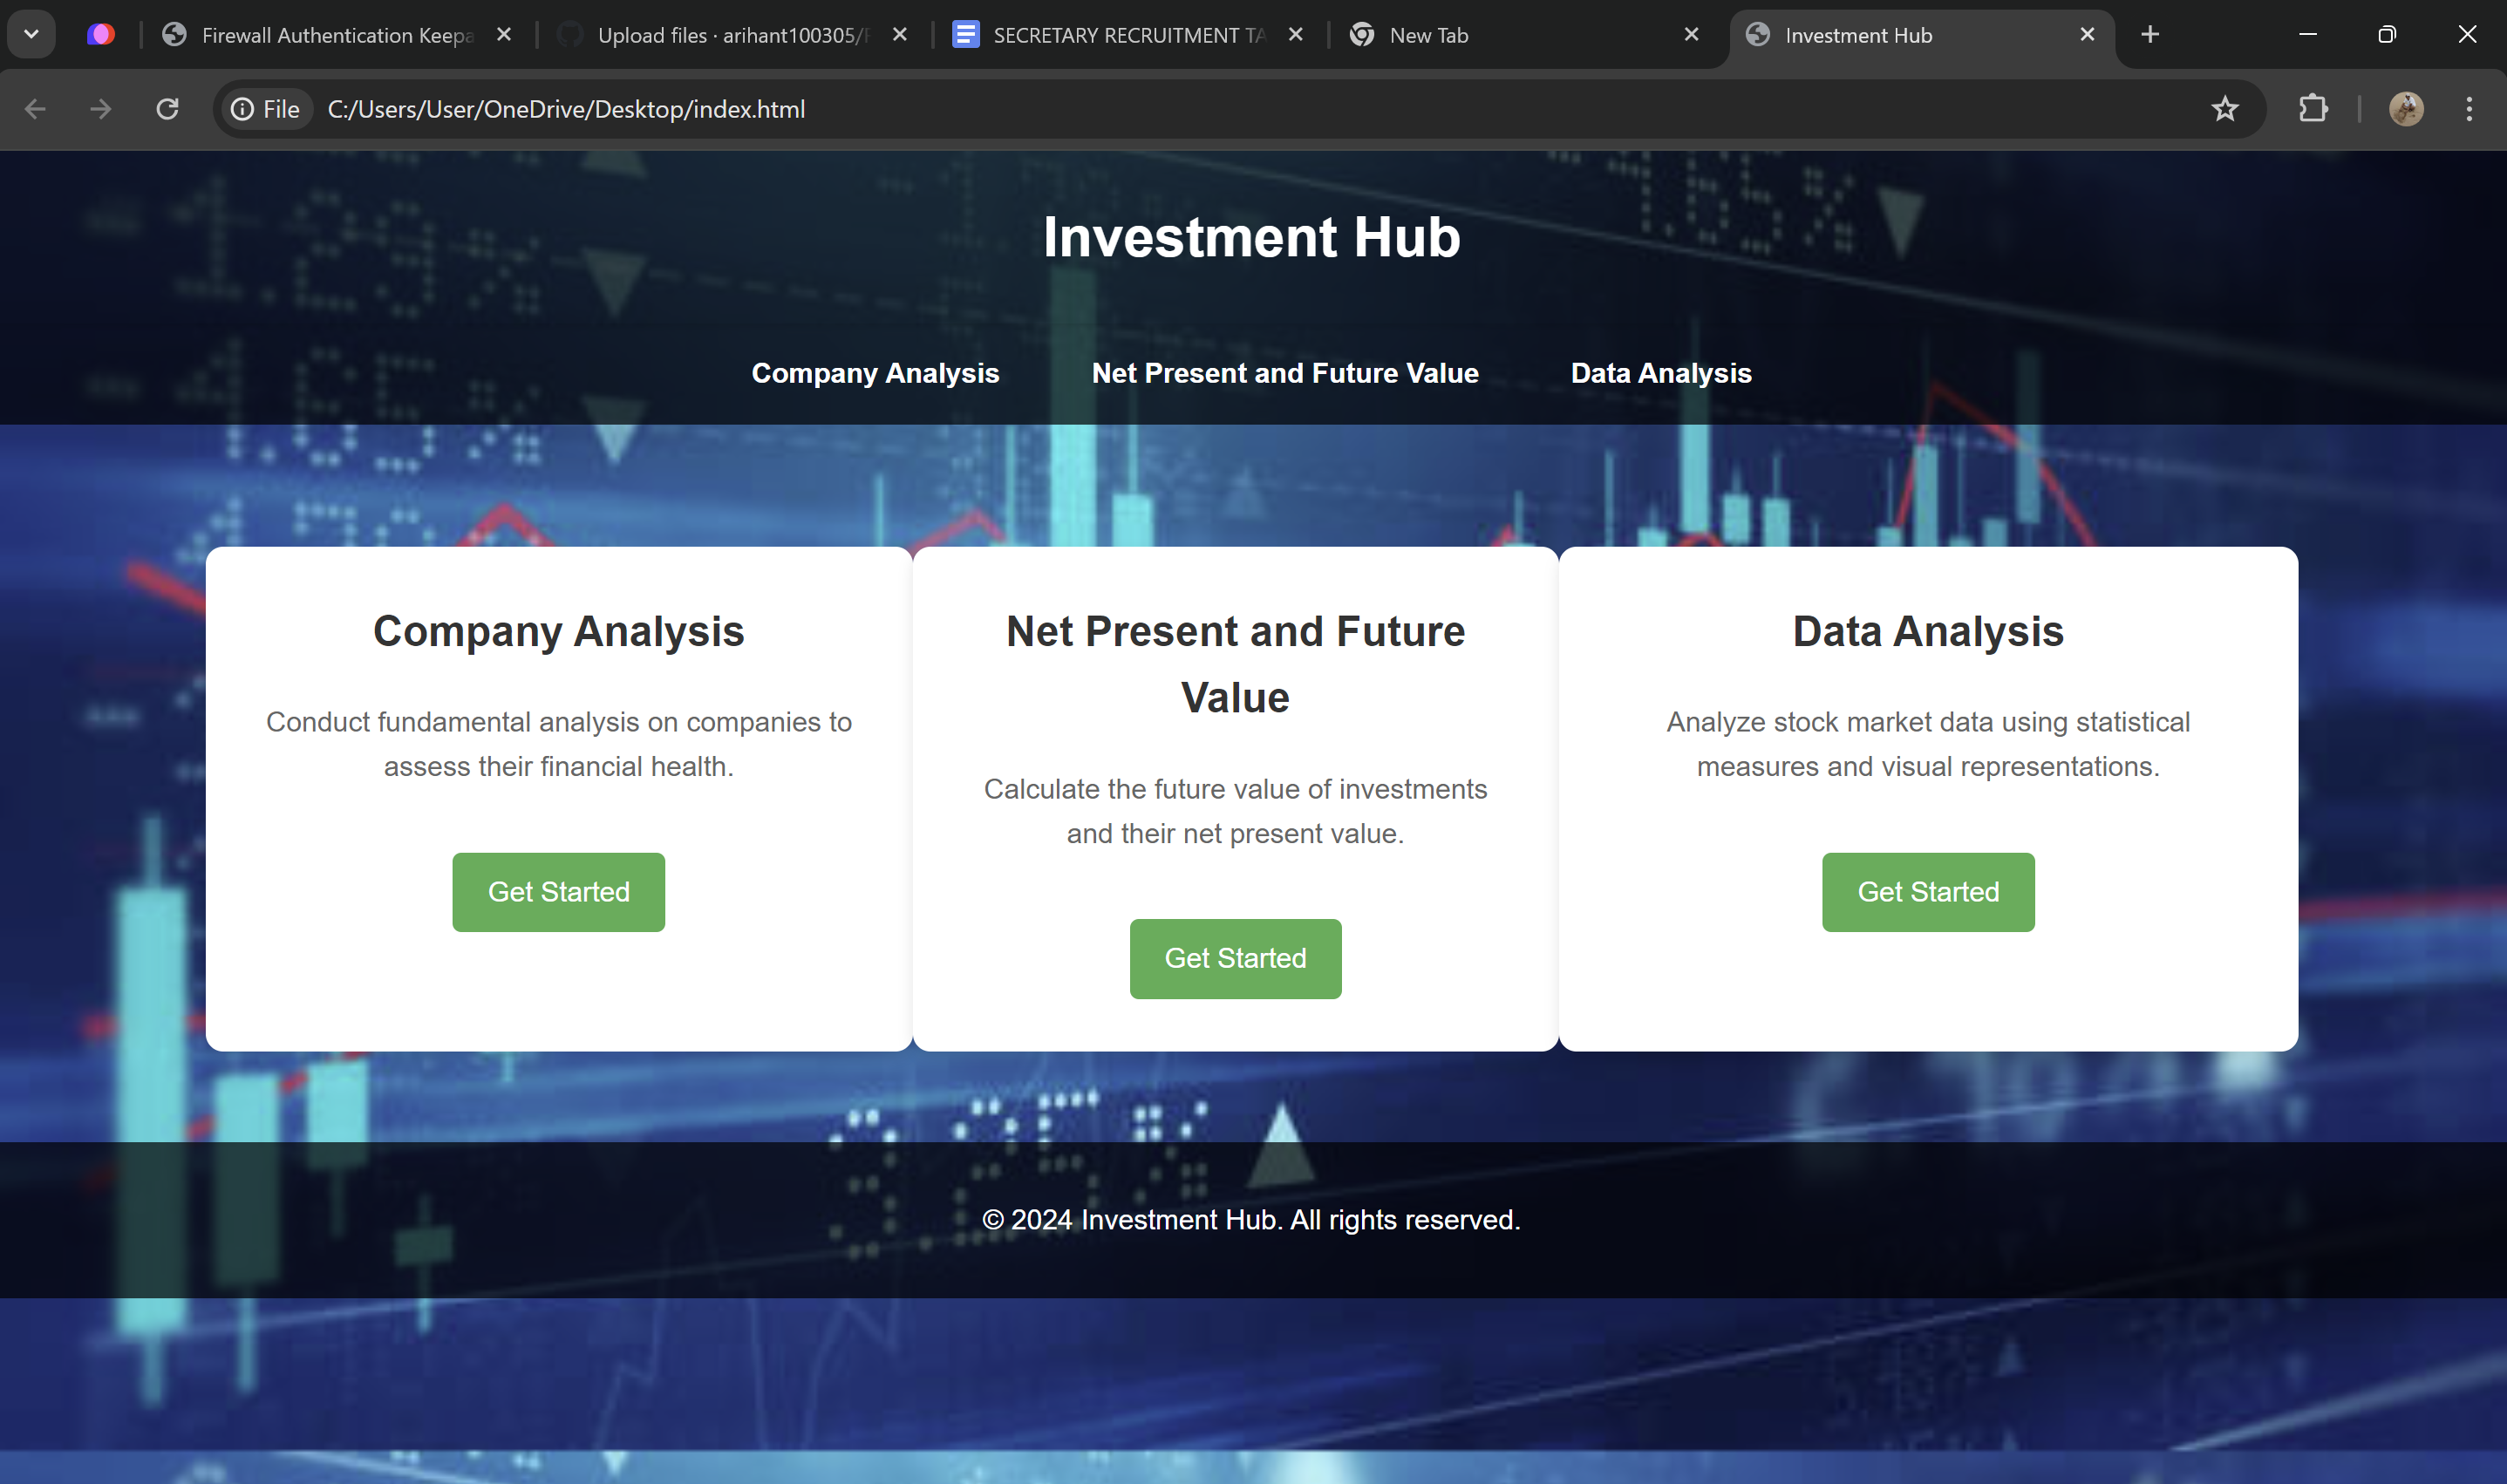 Firewall Authentication Keepa
Upload files · arihant100305/F
SECRETARY RECRUITMENT TA
New Tab
Investment Hub
File
C:/Users/User/OneDrive/Desktop/index.html
Investment Hub
Company Analysis
Net Present and Future Value
Data Analysis
Company Analysis
Conduct fundamental analysis on companies to
assess their financial health.
Get Started
Net Present and Future
Value
Calculate the future value of investments
and their net present value.
Get Started
Data Analysis
Analyze stock market data using statistical
measures and visual representations.
Get Started
3.25%
© 2024 Investment Hub. All rights reserved.